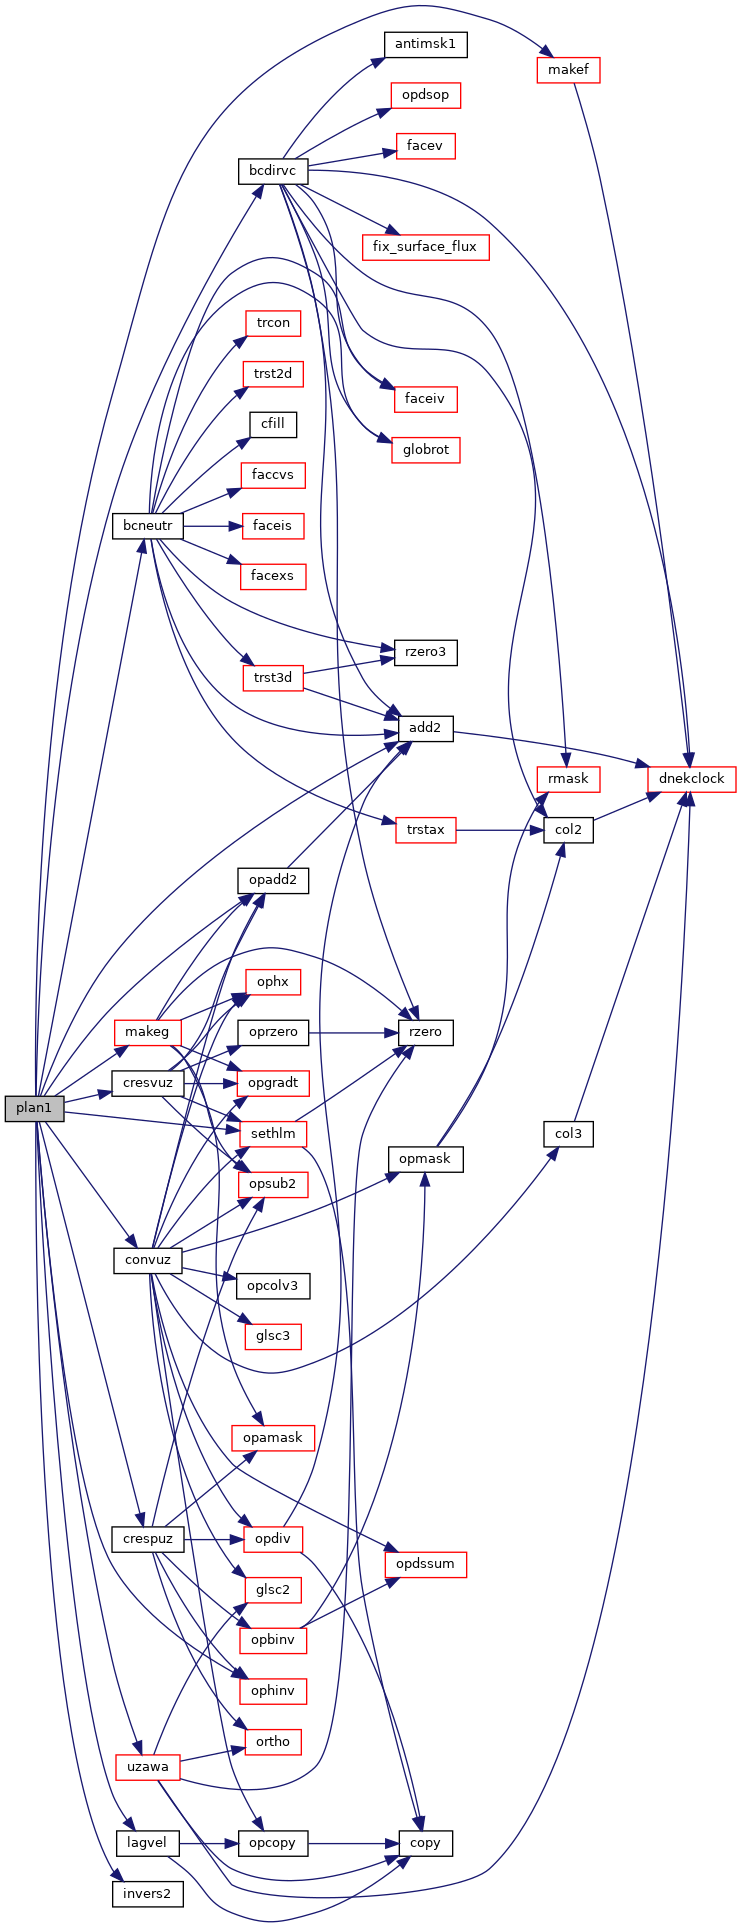 antimsk1
makef
opdsop
facev
bcdirvc
fix_surface_flux
trcon
trst2d
faceiv
cfill
globrot
faccvs
bcneutr
faceis
facexs
rzero3
trst3d
add2
rmask
dnekclock
trstax
col2
opadd2
ophx
makeg
oprzero
rzero
cresvuz
opgradt
plan1
sethlm
col3
opmask
opsub2
convuz
opcolv3
glsc3
opamask
crespuz
opdiv
opdssum
glsc2
opbinv
ophinv
ortho
uzawa
lagvel
opcopy
copy
invers2